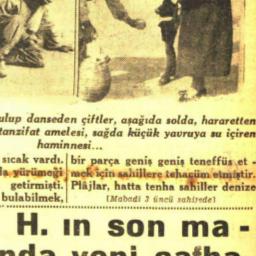 ulup danseden çiftler, aşağıda solda, hararetten
tanzifat amelesi, sağda küçük yavruya su içiren
haminnesi...
sıcak vardı.
yürümeği
getirmişti.
bulabilmek,
bir parça geniş geniş teneffüs et -
mek için sahillere tehacüm etmiştir.
Plâjlar, hatta tenha sahiller denize
[Mabadi 3 üncü sahifede]
H. ın son ma -
nda yeni safha